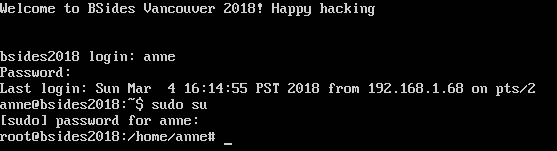 Welcome to BSides Vancouver 2018! Happy hacking
bsides2018 login: anne
Password:
Last login: Sun Mar  4 16:14:55 PST 2018 from 192.168.1.68 on pts/2
anne@bsides2018:~$ sudo su
[sudo] password for anne:
root@bsides2018:/home/anne# _